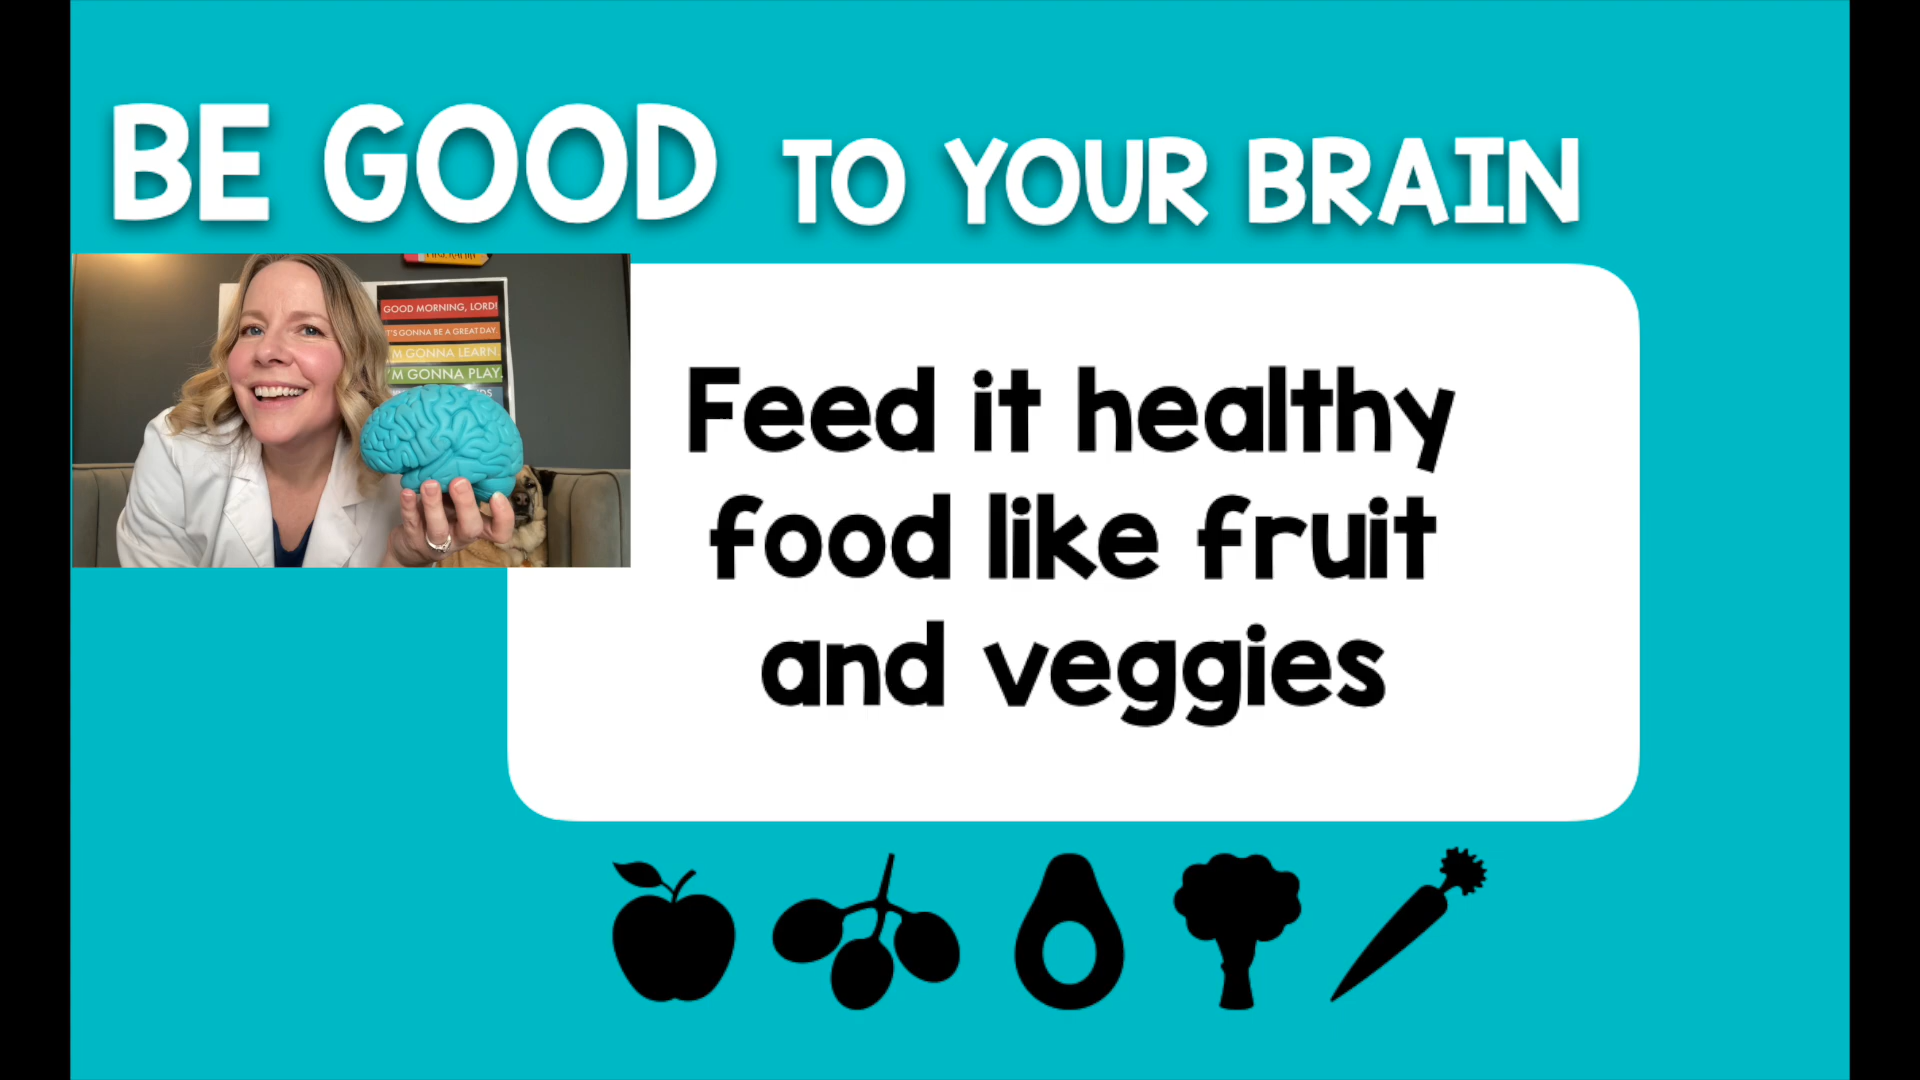 BE GOOD TO YOUR BRAIN
GOOD MORNING, LORD!
IT'S GONNA BE A GREAT DAY.
I'M GONNA LEARN.
I'M GONNA PLAY.
Feed it healthy
food like fruit
and veggies